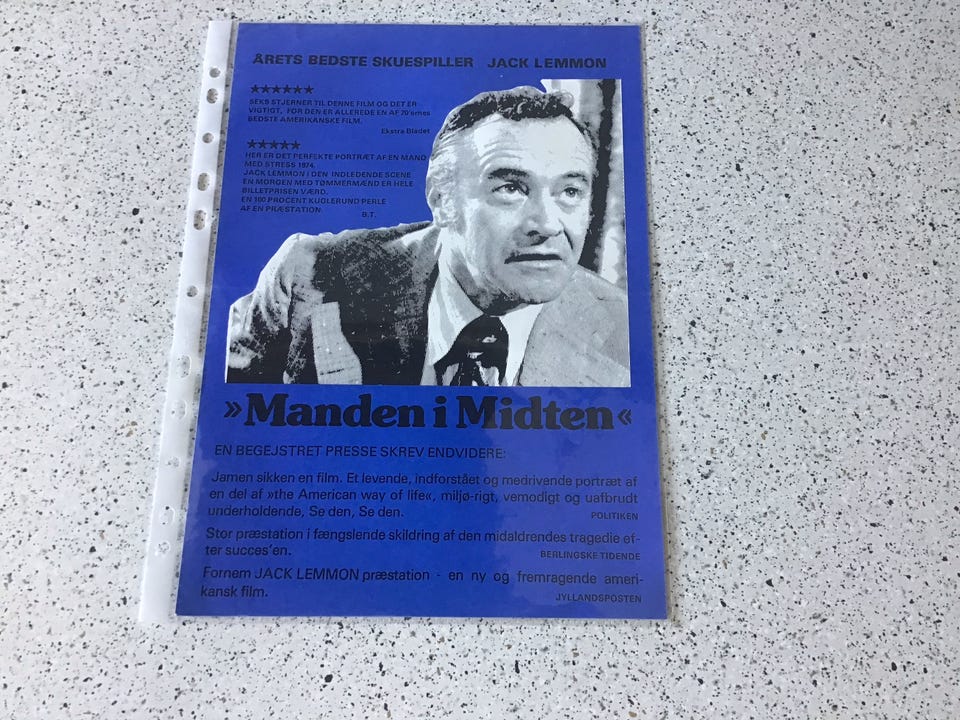 ÅRETS BEDSTE SKUESPILLER JACK LEMMON
★★★★★★
SEKS STJERNER TIL DENNE FILM OG DET ER
VIGTIGT, FOR DEN ER ALLEREDE EN AF 70'ernes
BEDSTE AMERIKANSKE FILM.
Ekstra Bladet
★★★★★
HER ER DET PERFEKTE PORTRÆT AF EN MAND
MED STRESS 1974.
JACK LEMMON I DEN INDLEDENDE SCENE
EN MORGEN MED TØMMERMÆND ER HELE
BILLETPRISEN VÆRD.
EN 100 PROCENT KUGLERUND PERLE
AF EN PRÆSTATION.
B.T.
»Manden i Midten«
EN BEGEJSTRET PRESSE SKREV ENDVIDERE:
Jamen sikken en film. Et levende, indforstået og medrivende portræt af
en del af »the American way of life«, miljø-rigt, vemodigt og uafbrudt
underholdende, Se den, Se den.
POLITIKEN
Stor præstation i fængslende skildring af den midaldrendes tragedie ef-
ter succes'en.
BERLINGSKE TIDENDE
Fornem JACK LEMMON præstation - en ny og fremragende ameri-
kansk film.
JYLLANDSPOSTEN